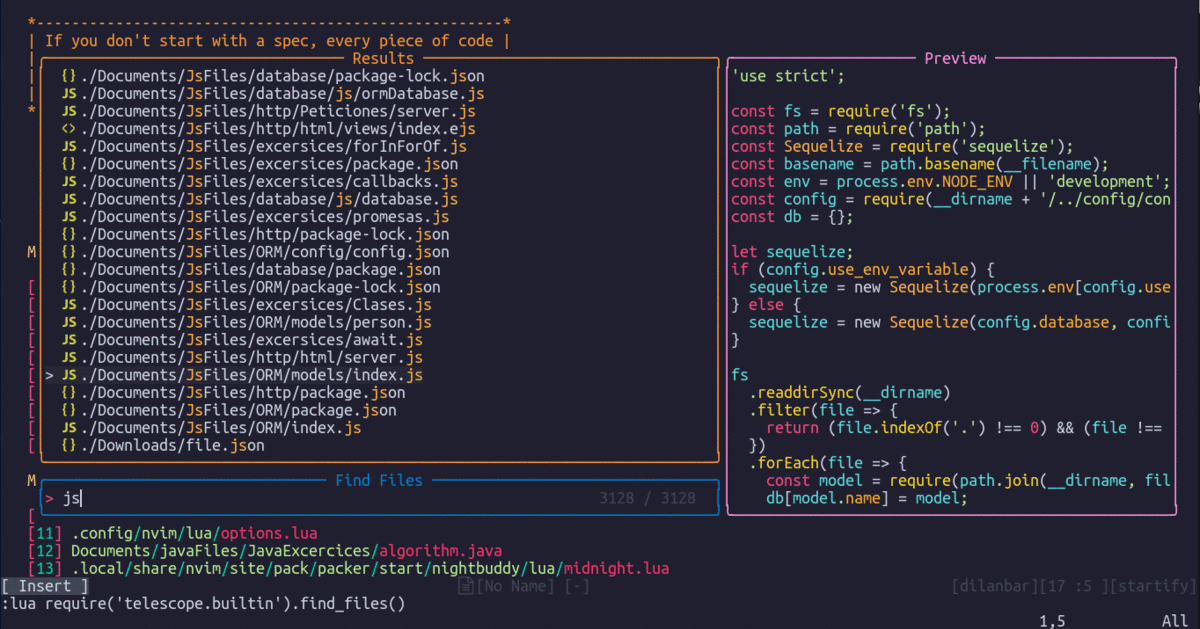 *-----------------------------------------------------*
| If you don't start with a spec, every piece of code |
Results
{} ./Documents/JsFiles/database/package-lock.json
JS ./Documents/JsFiles/database/js/ormDatabase.js
JS ./Documents/JsFiles/http/Peticiones/server.js
<> ./Documents/JsFiles/http/html/views/index.ejs
JS ./Documents/JsFiles/excersices/forInForOf.js
{} ./Documents/JsFiles/excersices/package.json
JS ./Documents/JsFiles/excersices/callbacks.js
JS ./Documents/JsFiles/database/js/database.js
JS ./Documents/JsFiles/excersices/promesas.js
{} ./Documents/JsFiles/http/package-lock.json
M {} ./Documents/JsFiles/ORM/config/config.json
{} ./Documents/JsFiles/database/package.json
[ {} ./Documents/JsFiles/ORM/package-lock.json
[ JS ./Documents/JsFiles/excersices/Clases.js
[ JS ./Documents/JsFiles/ORM/models/person.js
[ JS ./Documents/JsFiles/excersices/await.js
[ JS ./Documents/JsFiles/http/html/server.js
[ > JS ./Documents/JsFiles/ORM/models/index.js
[ {} ./Documents/JsFiles/http/package.json
[ {} ./Documents/JsFiles/ORM/package.json
[ JS ./Documents/JsFiles/ORM/index.js
[ {} ./Downloads/file.json
M Find Files
> js 3128 / 3128
[
Preview
'use strict';
const fs = require('fs');
const path = require('path');
const Sequelize = require('sequelize');
const basename = path.basename(__filename);
const env = process.env.NODE_ENV || 'development';
const config = require(__dirname + '/../config/con
const db = {};
let sequelize;
if (config.use_env_variable) {
sequelize = new Sequelize(process.env[config.use
} else {
sequelize = new Sequelize(config.database, confi
}
fs
.readdirSync(__dirname)
.filter(file => {
return (file.indexOf('.') !== 0) && (file !==
})
.forEach(file => {
const model = require(path.join(__dirname, fil
db[model.name] = model;
[11] .config/nvim/lua/options.lua
[12] Documents/javaFiles/JavaExcercices/algorithm.java
[13] .local/share/nvim/site/pack/packer/start/nightbuddy/lua/midnight.lua
[ Insert ] [No Name] [-] [dilanbar][17 :5 ][startify]
:lua require('telescope.builtin').find_files()
1,5 All